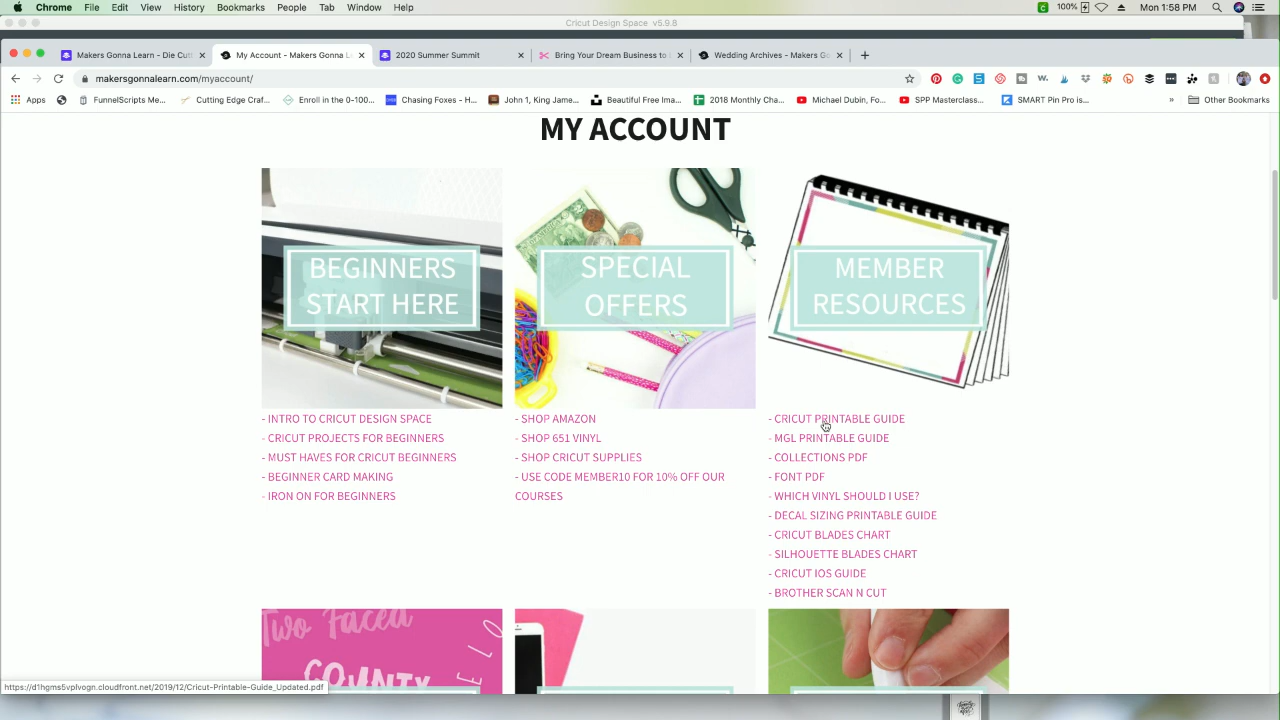 Chrome File Edit View History Bookmarks People Tab Window Help 100% Mon 1:58 PM
Cricut Design Space v5.9.8
Makers Gonna Learn - Die Cutt
My Account - Makers Gonna L
2020 Summer Summit
Bring Your Dream Business to L
Wedding Archives - Makers Go
makersgonnalearn.com/myaccount/
Apps
FunnelScripts Me...
Cutting Edge Craf...
Enroll in the 0-100...
Chasing Foxes - H...
John 1, King Jame...
Beautiful Free Ima...
2018 Monthly Cha...
Michael Dubin, Fo...
SPP Masterclass...
SMART Pin Pro is...
»
Other Bookmarks
MY ACCOUNT
BEGINNERS
START HERE
- INTRO TO CRICUT DESIGN SPACE
- CRICUT PROJECTS FOR BEGINNERS
- MUST HAVES FOR CRICUT BEGINNERS
- BEGINNER CARD MAKING
- IRON ON FOR BEGINNERS
SPECIAL
OFFERS
- SHOP AMAZON
- SHOP 651 VINYL
- SHOP CRICUT SUPPLIES
- USE CODE MEMBER10 FOR 10% OFF OUR
COURSES
MEMBER
RESOURCES
- CRICUT PRINTABLE GUIDE
- MGL PRINTABLE GUIDE
- COLLECTIONS PDF
- FONT PDF
- WHICH VINYL SHOULD I USE?
- DECAL SIZING PRINTABLE GUIDE
- CRICUT BLADES CHART
- SILHOUETTE BLADES CHART
- CRICUT IOS GUIDE
- BROTHER SCAN N CUT
Two Faced
COUNTY
E L O
https://d1hgms5vplvogn.cloudfront.net/2019/12/Cricut-Printable-Guide_Updated.pdf